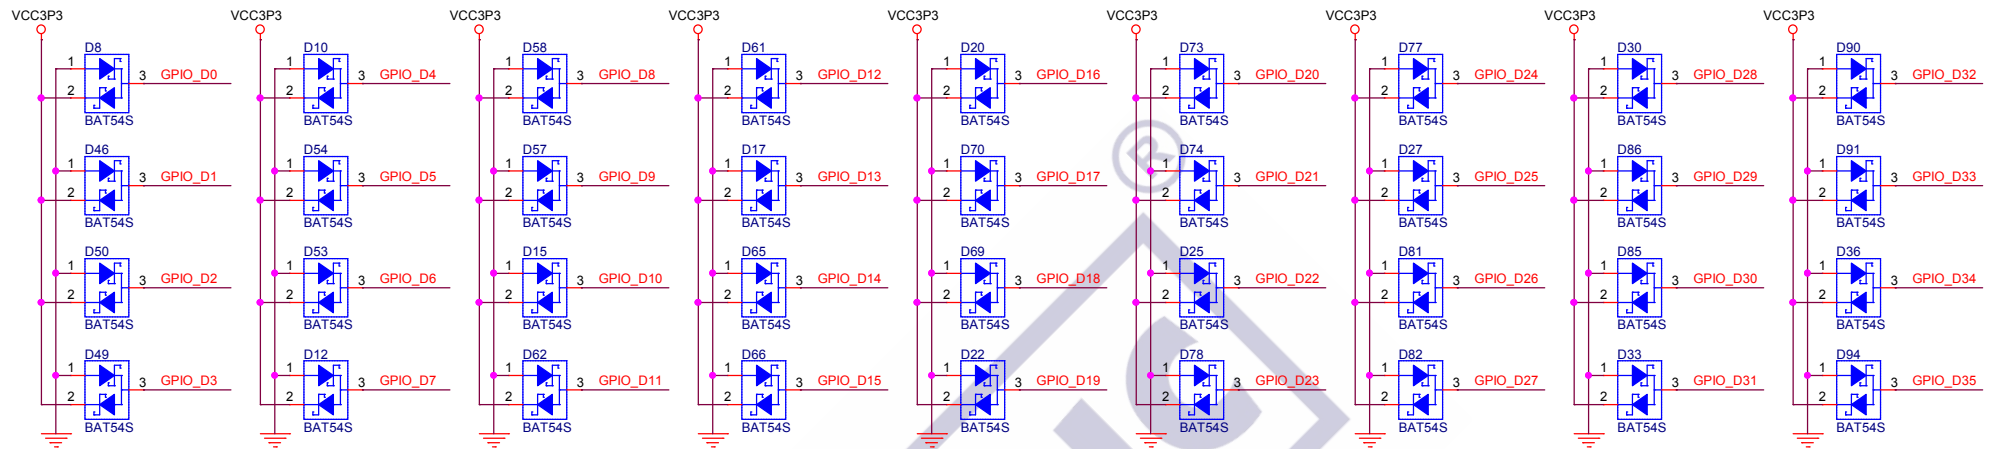 VCC3P3 VCC3P3 VCC3P3 VCC3P3 VCC3P3 VCC3P3 VCC3P3 VCC3P3 VCC3P3
D8 D10 D58 D61 D20 D73 D77 D30 D90
1 3 GPIO_D0 1 3 GPIO_D4 1 3 GPIO_D8 1 3 GPIO_D12 1 3 GPIO_D16 1 3 GPIO_D20 1 3 GPIO_D24 1 3 GPIO_D28 1 3 GPIO_D32
2 2 2 2 2 2 2 2 2
BAT54S BAT54S BAT54S BAT54S BAT54S BAT54S BAT54S BAT54S BAT54S
D46 D54 D57 D17 D70 D74 D27 D86 D91
1 3 GPIO_D1 1 3 GPIO_D5 1 3 GPIO_D9 1 3 GPIO_D13 1 3 GPIO_D17 1 3 GPIO_D21 1 3 GPIO_D25 1 3 GPIO_D29 1 3 GPIO_D33
2 2 2 2 2 2 2 2 2
BAT54S BAT54S BAT54S BAT54S BAT54S BAT54S BAT54S BAT54S BAT54S
D50 D53 D15 D65 D69 D25 D81 D85 D36
1 3 GPIO_D2 1 3 GPIO_D6 1 3 GPIO_D10 1 3 GPIO_D14 1 3 GPIO_D18 1 3 GPIO_D22 1 3 GPIO_D26 1 3 GPIO_D30 1 3 GPIO_D34
2 2 2 2 2 2 2 2 2
BAT54S BAT54S BAT54S BAT54S BAT54S BAT54S BAT54S BAT54S BAT54S
D49 D12 D62 D66 D22 D78 D82 D33 D94
1 3 GPIO_D3 1 3 GPIO_D7 1 3 GPIO_D11 1 3 GPIO_D15 1 3 GPIO_D19 1 3 GPIO_D23 1 3 GPIO_D27 1 3 GPIO_D31 1 3 GPIO_D35
2 2 2 2 2 2 2 2 2
BAT54S BAT54S BAT54S BAT54S BAT54S BAT54S BAT54S BAT54S BAT54S
®